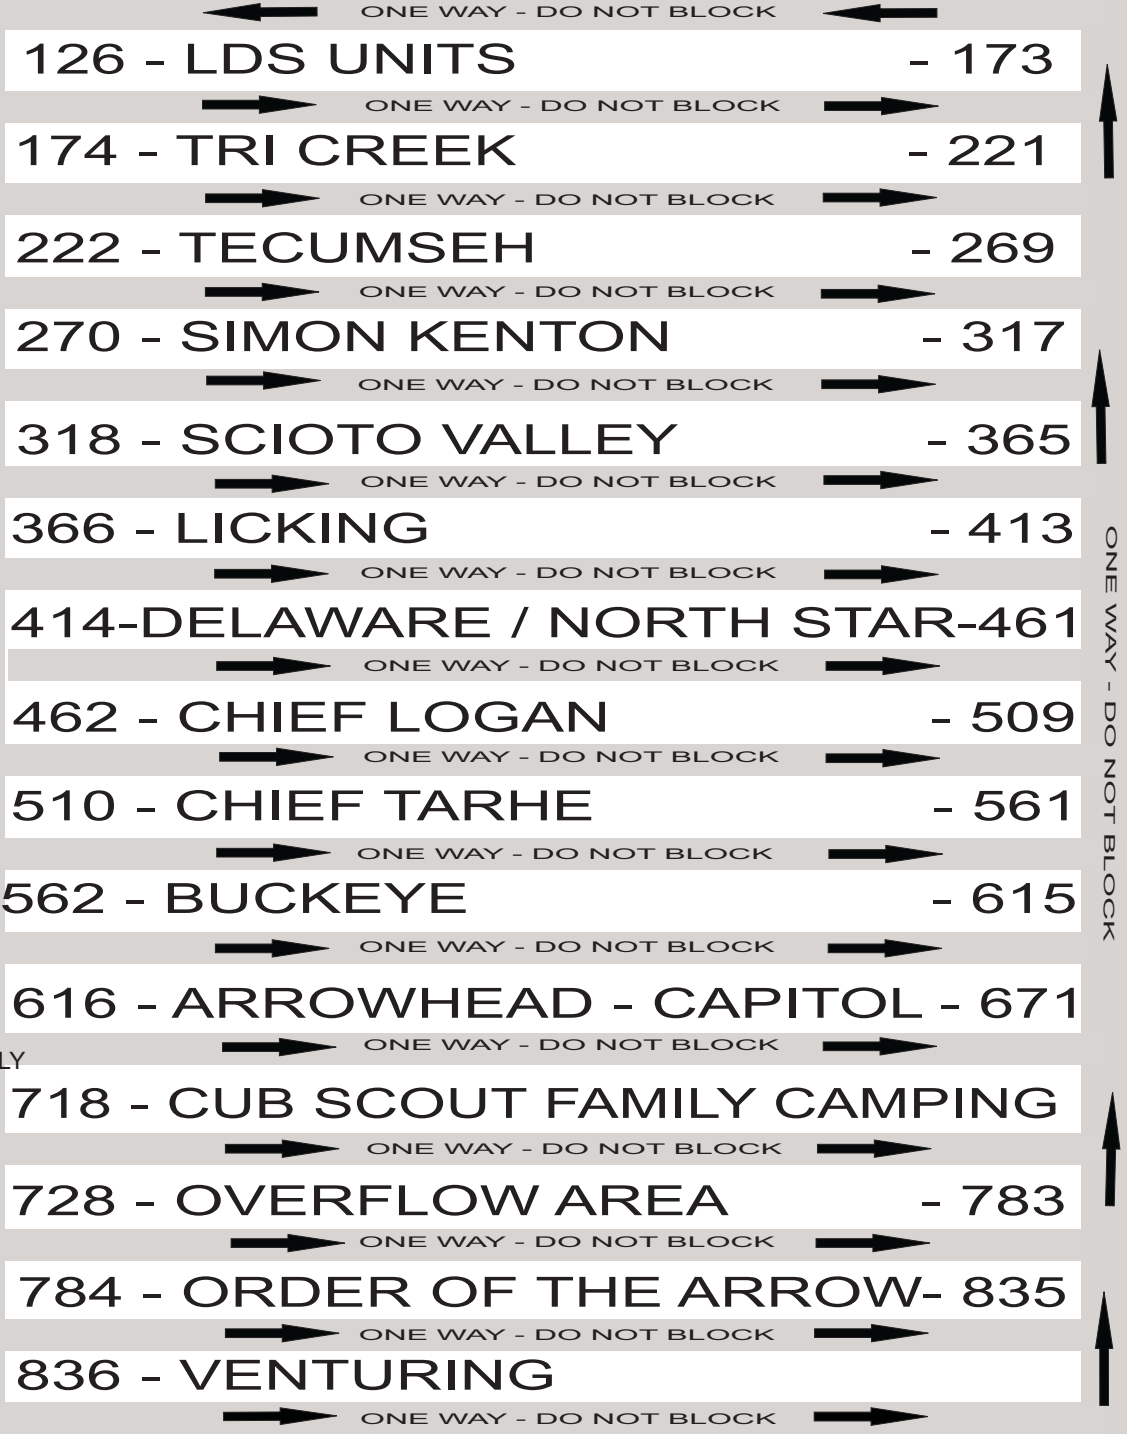 ONE WAY - DO NOT BLOCK
126 - LDS UNITS - 173
ONE WAY - DO NOT BLOCK
174 - TRI CREEK - 221
ONE WAY - DO NOT BLOCK
222 - TECUMSEH - 269
ONE WAY - DO NOT BLOCK
270 - SIMON KENTON - 317
ONE WAY - DO NOT BLOCK
318 - SCIOTO VALLEY - 365
ONE WAY - DO NOT BLOCK
366 - LICKING - 413
ONE WAY - DO NOT BLOCK
414-DELAWARE / NORTH STAR-461
ONE WAY - DO NOT BLOCK
462 - CHIEF LOGAN - 509
ONE WAY - DO NOT BLOCK
510 - CHIEF TARHE - 561
ONE WAY - DO NOT BLOCK
562 - BUCKEYE - 615
ONE WAY - DO NOT BLOCK
616 - ARROWHEAD - CAPITOL - 671
ONE WAY - DO NOT BLOCK
LY
718 - CUB SCOUT FAMILY CAMPING
ONE WAY - DO NOT BLOCK
728 - OVERFLOW AREA - 783
ONE WAY - DO NOT BLOCK
784 - ORDER OF THE ARROW- 835
ONE WAY - DO NOT BLOCK
836 - VENTURING
ONE WAY - DO NOT BLOCK
ONE WAY - DO NOT BLOCK